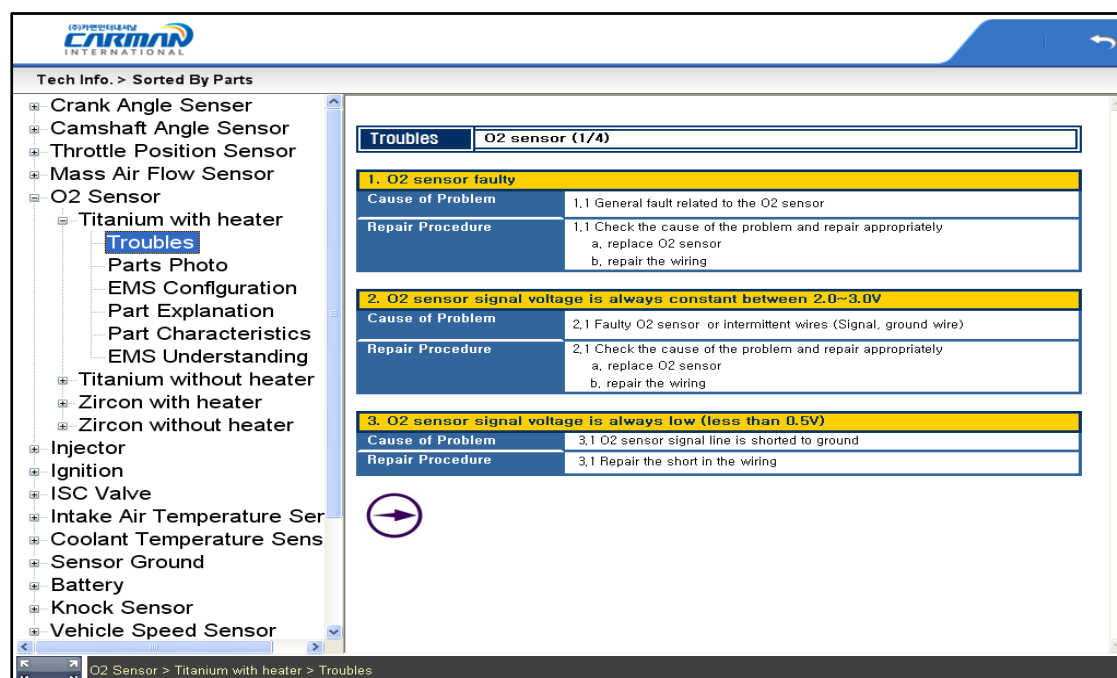 (주)카맨인터내셔날
CARMAN
INTERNATIONAL
Tech Info. > Sorted By Parts
Crank Angle Senser
Camshaft Angle Sensor
Throttle Position Sensor
Mass Air Flow Sensor
O2 Sensor
Titanium with heater
Troubles
Parts Photo
EMS Conflguration
Part Explanation
Part Characteristics
EMS Understanding
Titanium without heater
Zircon with heater
Zircon without heater
Injector
Ignition
ISC Valve
Intake Air Temperature Ser
Coolant Temperature Sens
Sensor Ground
Battery
Knock Sensor
Vehicle Speed Sensor
Troubles O2 sensor (1/4)
1. O2 sensor faulty
Cause of Problem 1.1 General fault related to the O2 sensor
Repair Procedure 1.1 Check the cause of the problem and repair appropriately
a. replace O2 sensor
b. repair the wiring
2. O2 sensor signal voltage is always constant between 2.0~3.0V
Cause of Problem 2.1 Faulty O2 sensor or intermittent wires (Signal, ground wire)
Repair Procedure 2.1 Check the cause of the problem and repair appropriately
a. replace O2 sensor
b. repair the wiring
3. O2 sensor signal voltage is always low (less than 0.5V)
Cause of Problem 3.1 O2 sensor signal line is shorted to ground
Repair Procedure 3.1 Repair the short in the wiring
O2 Sensor > Titanium with heater > Troubles